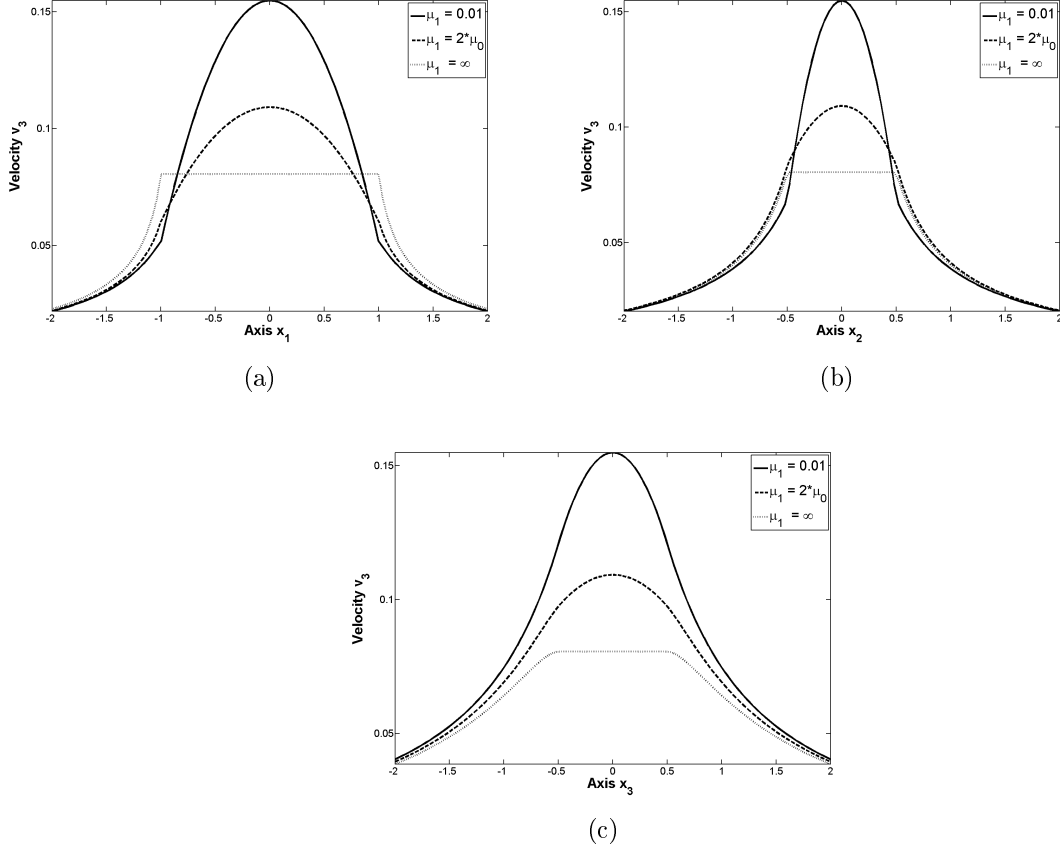 0.15
0.1
0.05
Velocity v3
-2 -1.5 -1 -0.5 0 0.5 1 1.5 2
Axis x1
μ1 = 0.01
μ1 = 2*μ0
μ1 = ∞
(a)
0.15
0.1
0.05
Velocity v3
-2 -1.5 -1 -0.5 0 0.5 1 1.5 2
Axis x2
μ1 = 0.01
μ1 = 2*μ0
μ1 = ∞
(b)
0.15
0.1
0.05
Velocity v3
-2 -1.5 -1 -0.5 0 0.5 1 1.5 2
Axis x3
μ1 = 0.01
μ1 = 2*μ0
μ1 = ∞
(c)